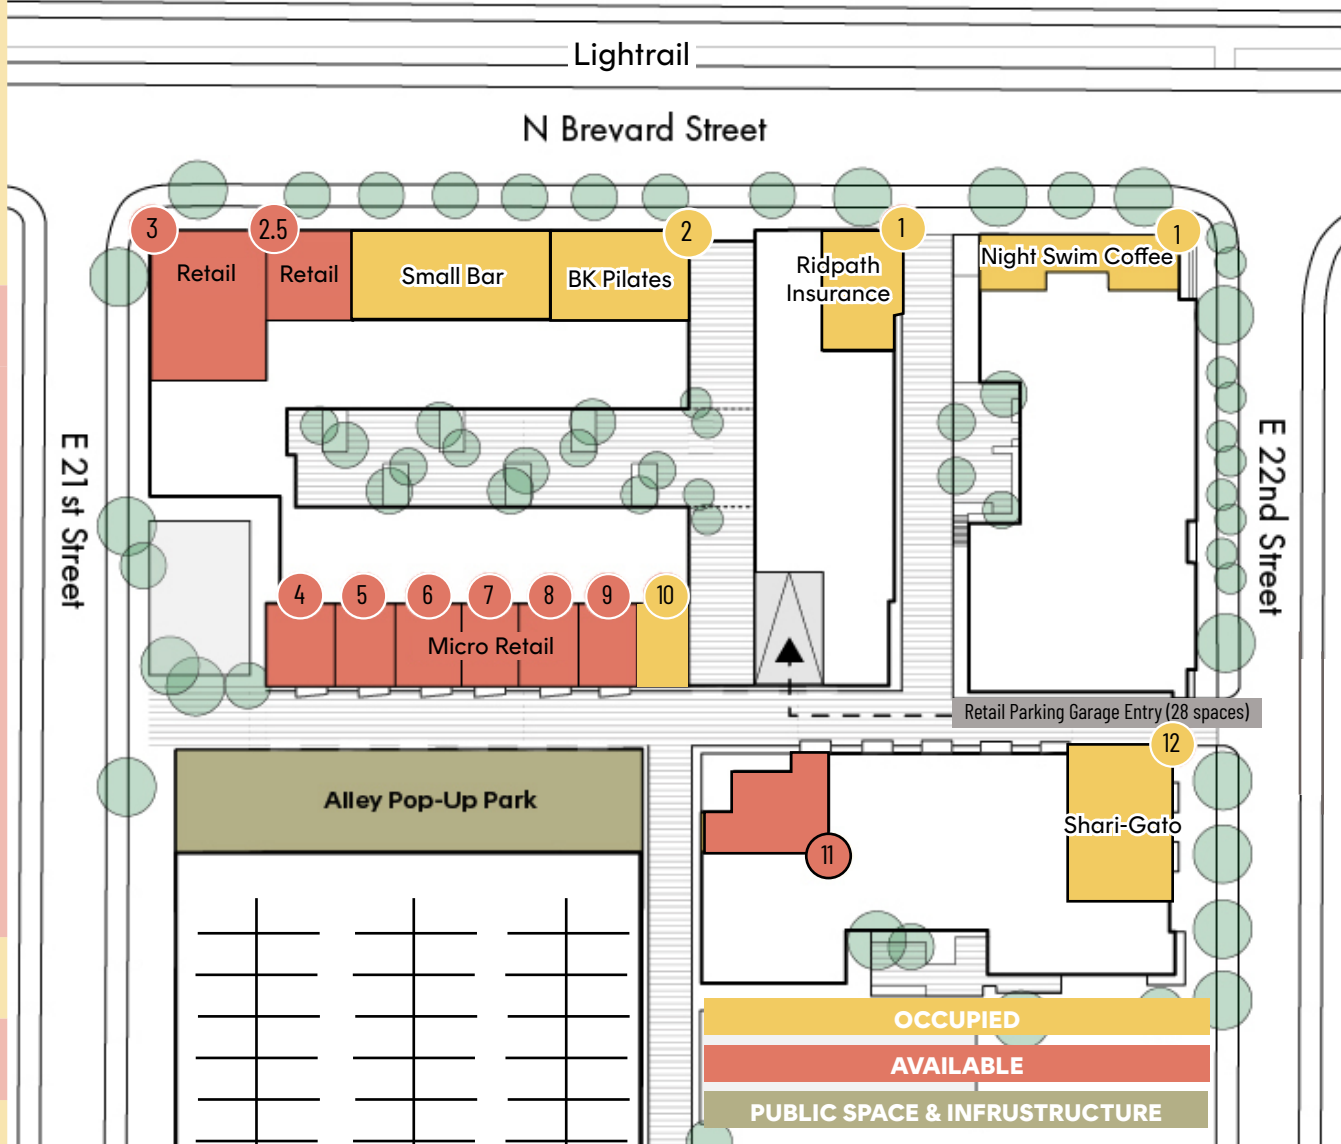 Lightrail
N Brevard Street
3
2.5
2
1
1
Retail
Retail
Small Bar
BK Pilates
Ridpath
Insurance
Night Swim Coffee
E 21st Street
E 22nd Street
4
5
6
7
8
9
10
Micro Retail
Retail Parking Garage Entry (28 spaces)
12
Alley Pop-Up Park
Shari-Gato
11
OCCUPIED
AVAILABLE
PUBLIC SPACE & INFRUSTRUCTURE